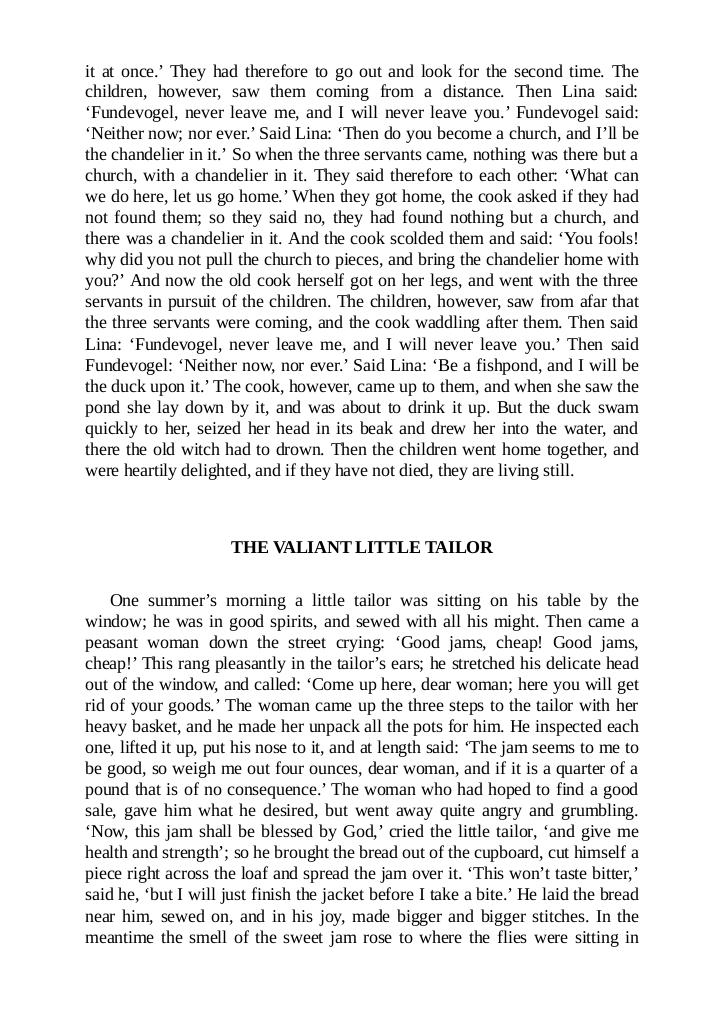 it at once.’ They had therefore to go out and look for the second time. The
children, however, saw them coming from a distance. Then Lina said:
‘Fundevogel, never leave me, and I will never leave you.’ Fundevogel said:
‘Neither now; nor ever.’ Said Lina: ‘Then do you become a church, and I’ll be
the chandelier in it.’ So when the three servants came, nothing was there but a
church, with a chandelier in it. They said therefore to each other: ‘What can
we do here, let us go home.’ When they got home, the cook asked if they had
not found them; so they said no, they had found nothing but a church, and
there was a chandelier in it. And the cook scolded them and said: ‘You fools!
why did you not pull the church to pieces, and bring the chandelier home with
you?’ And now the old cook herself got on her legs, and went with the three
servants in pursuit of the children. The children, however, saw from afar that
the three servants were coming, and the cook waddling after them. Then said
Lina: ‘Fundevogel, never leave me, and I will never leave you.’ Then said
Fundevogel: ‘Neither now, nor ever.’ Said Lina: ‘Be a fishpond, and I will be
the duck upon it.’ The cook, however, came up to them, and when she saw the
pond she lay down by it, and was about to drink it up. But the duck swam
quickly to her, seized her head in its beak and drew her into the water, and
there the old witch had to drown. Then the children went home together, and
were heartily delighted, and if they have not died, they are living still.
THE VALIANT LITTLE TAILOR
One summer’s morning a little tailor was sitting on his table by the
window; he was in good spirits, and sewed with all his might. Then came a
peasant woman down the street crying: ‘Good jams, cheap! Good jams,
cheap!’ This rang pleasantly in the tailor’s ears; he stretched his delicate head
out of the window, and called: ‘Come up here, dear woman; here you will get
rid of your goods.’ The woman came up the three steps to the tailor with her
heavy basket, and he made her unpack all the pots for him. He inspected each
one, lifted it up, put his nose to it, and at length said: ‘The jam seems to me to
be good, so weigh me out four ounces, dear woman, and if it is a quarter of a
pound that is of no consequence.’ The woman who had hoped to find a good
sale, gave him what he desired, but went away quite angry and grumbling.
‘Now, this jam shall be blessed by God,’ cried the little tailor, ‘and give me
health and strength’; so he brought the bread out of the cupboard, cut himself a
piece right across the loaf and spread the jam over it. ‘This won’t taste bitter,’
said he, ‘but I will just finish the jacket before I take a bite.’ He laid the bread
near him, sewed on, and in his joy, made bigger and bigger stitches. In the
meantime the smell of the sweet jam rose to where the flies were sitting in